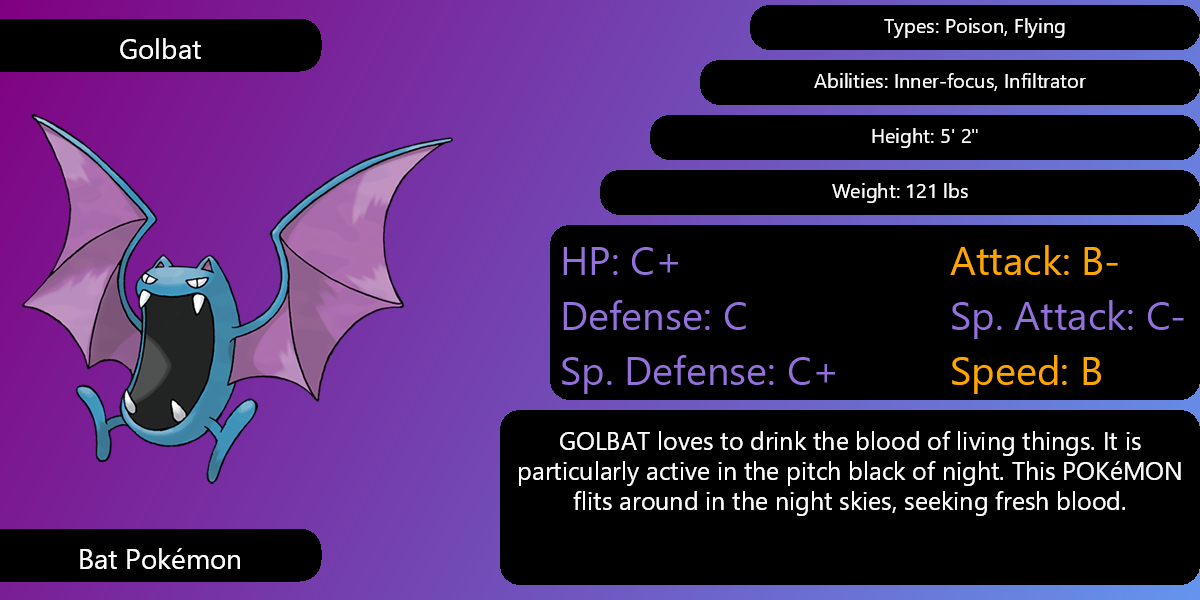 Golbat
Types: Poison, Flying
Abilities: Inner-focus, Infiltrator
Height: 5' 2"
Weight: 121 lbs
HP: C+
Attack: B-
Defense: C
Sp. Attack: C-
Sp. Defense: C+
Speed: B
GOLBAT loves to drink the blood of living things. It is
particularly active in the pitch black of night. This POKéMON
flits around in the night skies, seeking fresh blood.
Bat Pokémon